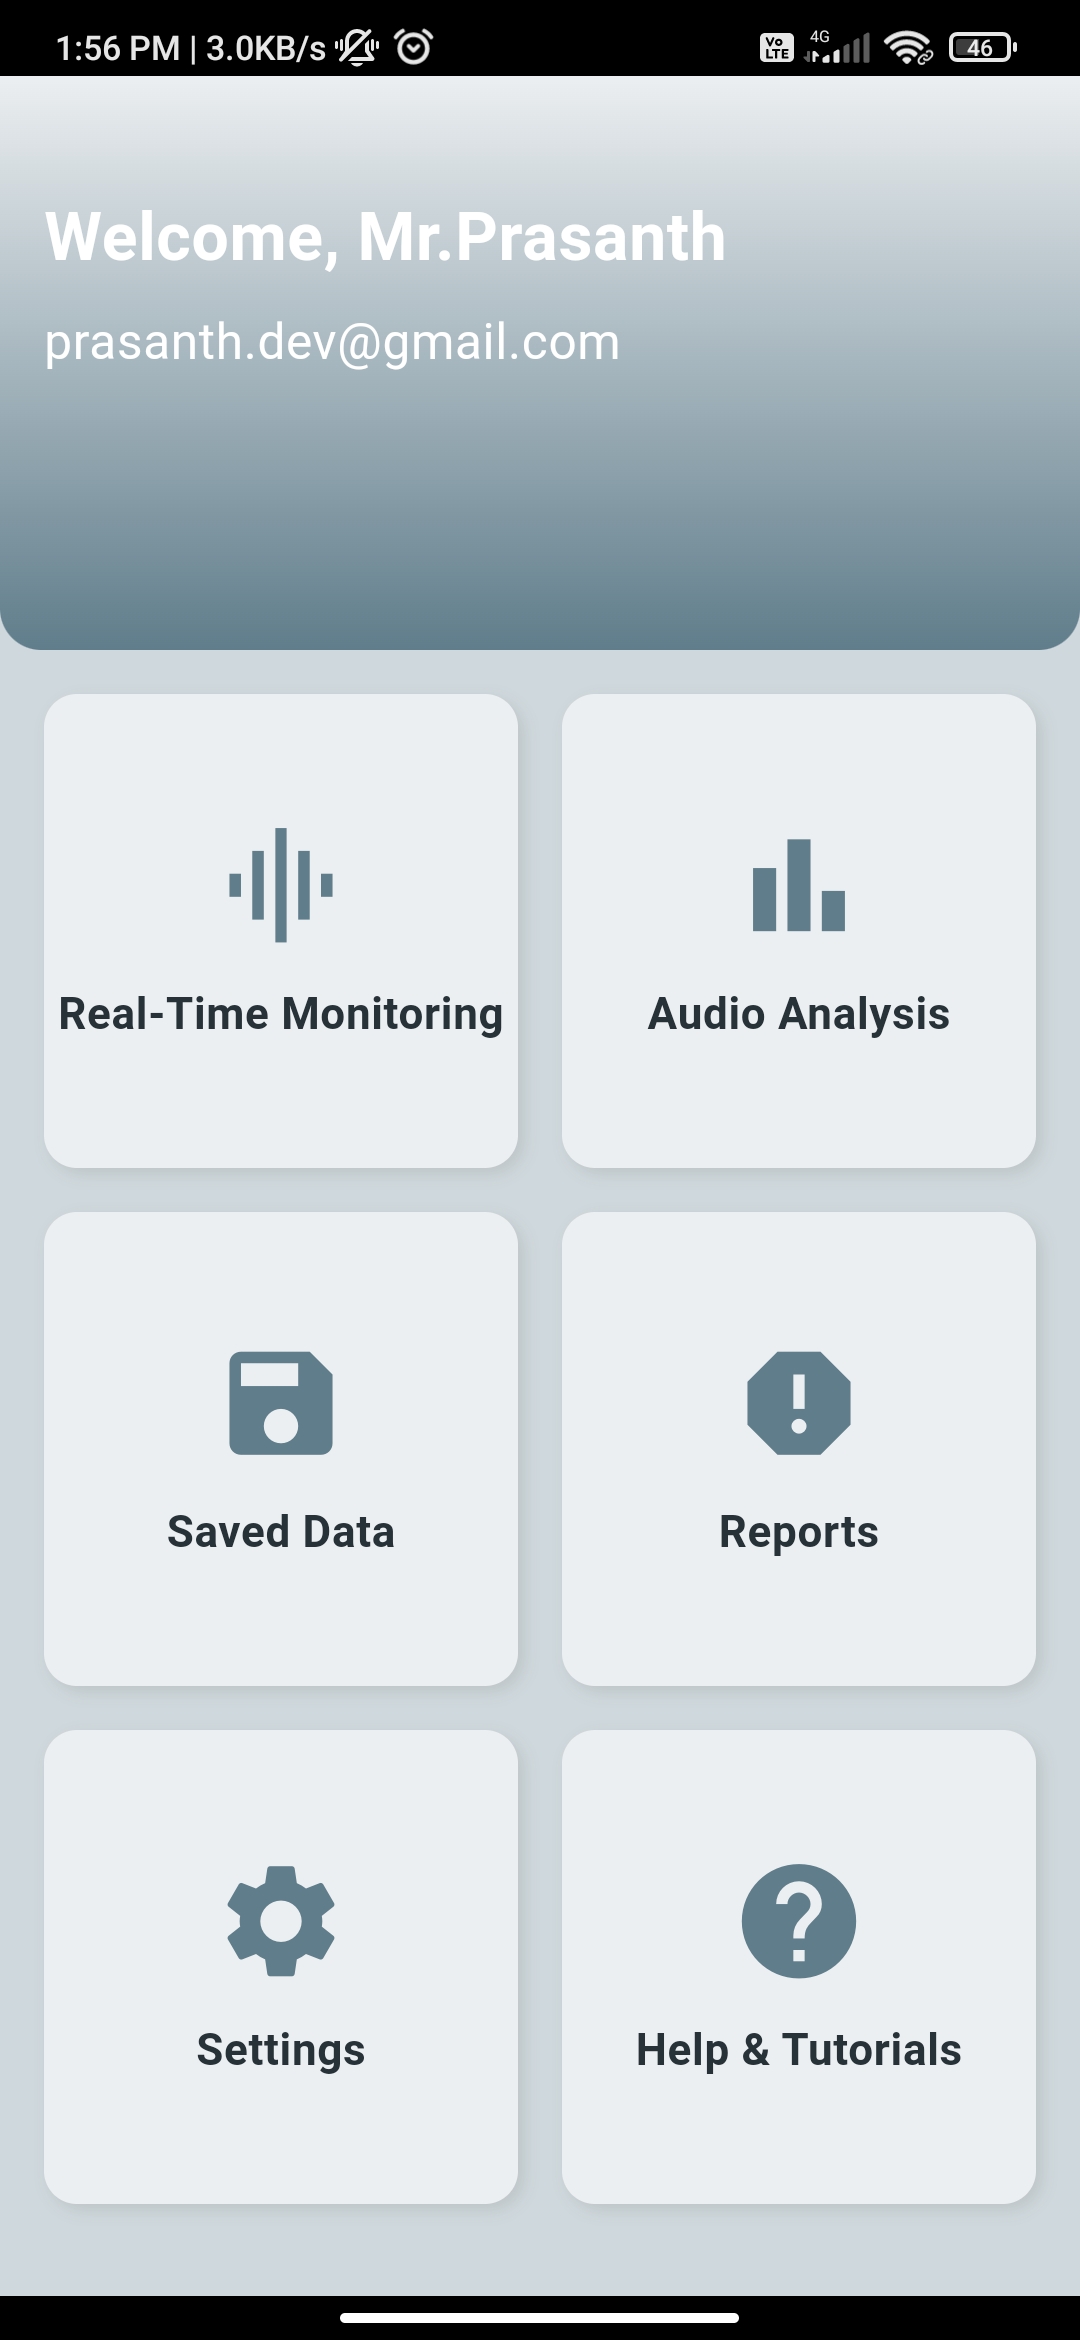 1:56 PM | 3.0KB/s Vo LTE 4G 46
Welcome, Mr.Prasanth
prasanth.dev@gmail.com
Real-Time Monitoring
Audio Analysis
Saved Data
Reports
Settings
Help & Tutorials